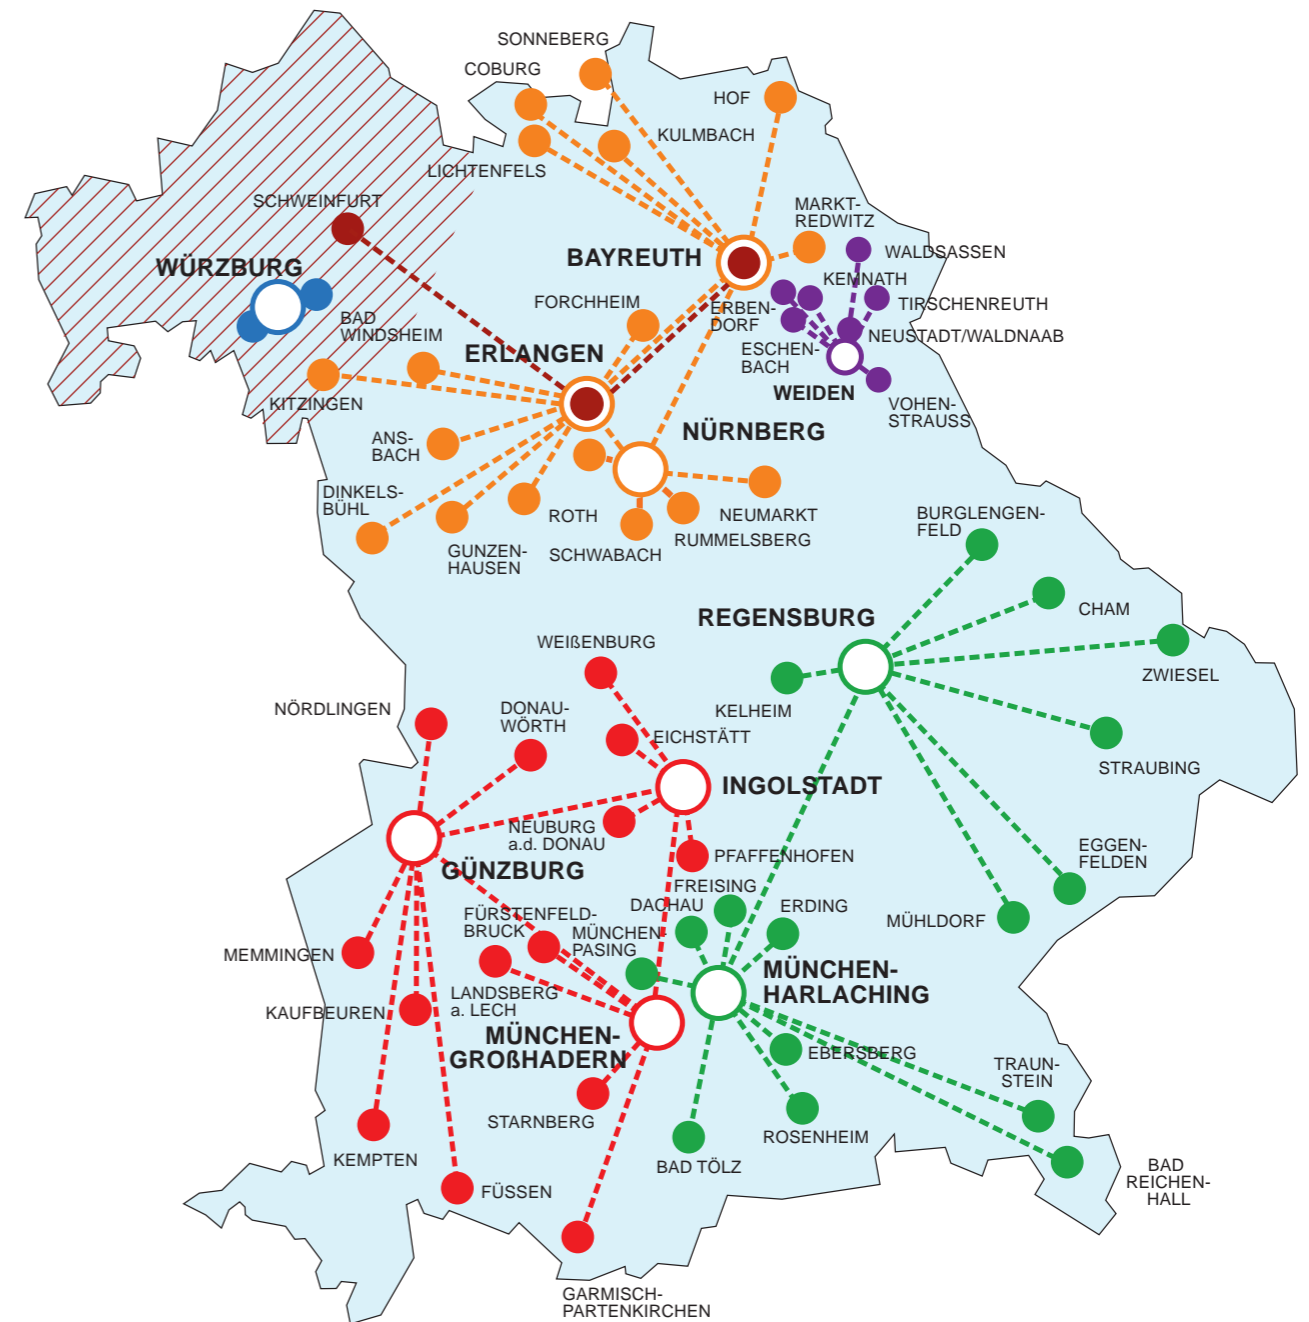 SONNEBERG
COBURG
HOF
KULMBACH
LICHTENFELS
SCHWEINFURT
MARKT-
REDWITZ
BAYREUTH
WALDSASSEN
WÜRZBURG
KEMNATH
FORCHHEIM
ERBEN-
DORF
TIRSCHENREUTH
BAD
WINDSHEIM
NEUSTADT/WALDNAAB
ERLANGEN
ESCHEN-
BACH
WEIDEN
KITZINGEN
VOHEN-
STRAUSS
NÜRNBERG
ANS-
BACH
DINKELS-
BÜHL
ROTH
NEUMARKT
RUMMELSBERG
SCHWABACH
GUNZEN-
HAUSEN
BURGLENGEN-
FELD
REGENSBURG
CHAM
WEIßENBURG
ZWIESEL
NÖRDLINGEN
DONAU-
WÖRTH
KELHEIM
EICHSTÄTT
STRAUBING
INGOLSTADT
NEUBURG
a.d. DONAU
PFAFFENHOFEN
EGGEN-
FELDEN
GÜNZBURG
FREISING
DACHAU
ERDING
MÜHLDORF
FÜRSTENFELD-
BRUCK
MÜNCHEN-
PASING
MEMMINGEN
MÜNCHEN-
HARLACHING
LANDSBERG
a. LECH
KAUFBEUREN
MÜNCHEN-
GROßHADERN
EBERSBERG
TRAUN-
STEIN
STARNBERG
ROSENHEIM
KEMPTEN
BAD TÖLZ
BAD
REICHEN-
HALL
FÜSSEN
GARMISCH-
PARTENKIRCHEN